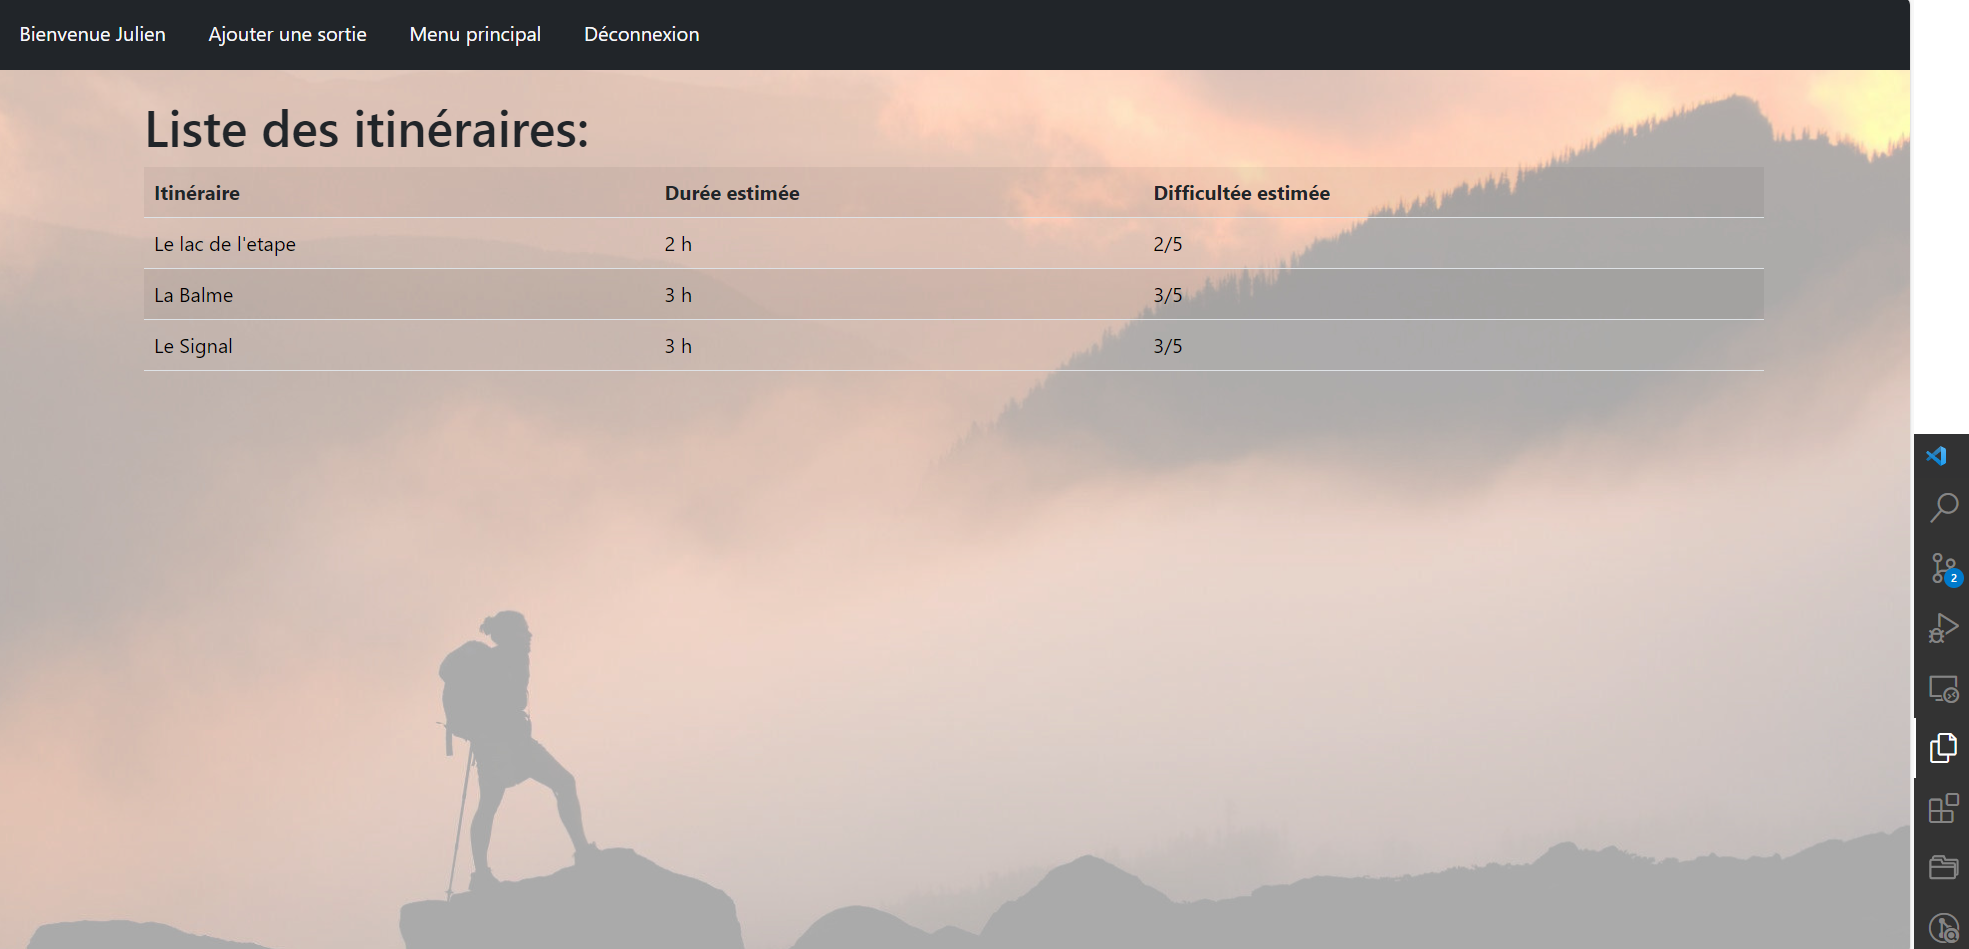 Bienvenue Julien Ajouter une sortie Menu principal Déconnexion
Liste des itinéraires:
Itinéraire Durée estimée Difficultée estimée
Le lac de l'etape 2 h 2/5
La Balme 3 h 3/5
Le Signal 3 h 3/5
2